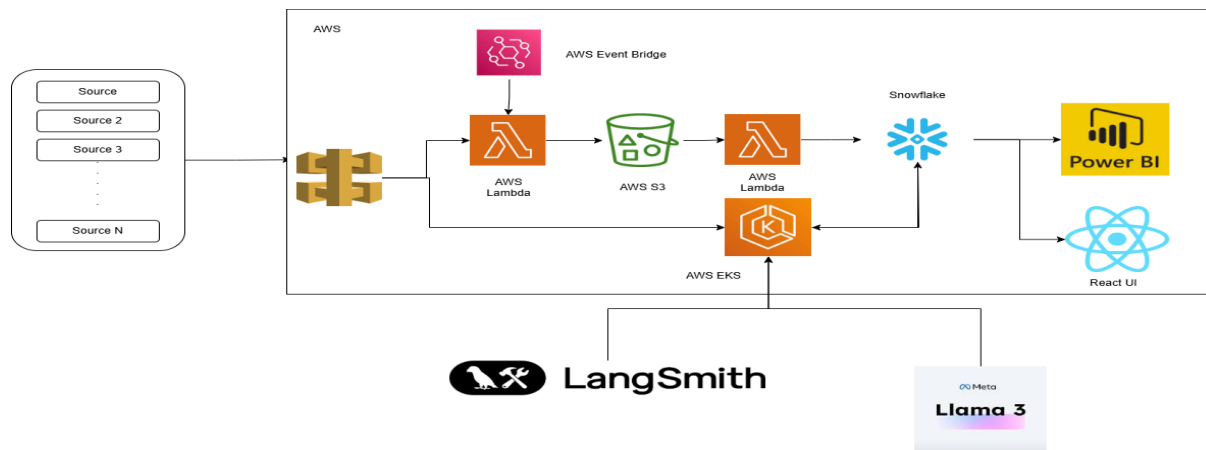 AWS
AWS Event Bridge
Source
Source 2
Source 3
Source N
Snowflake
Power BI
AWS
Lambda
AWS S3
AWS
Lambda
K
AWS EKS
React UI
LangSmith
Meta
Llama 3